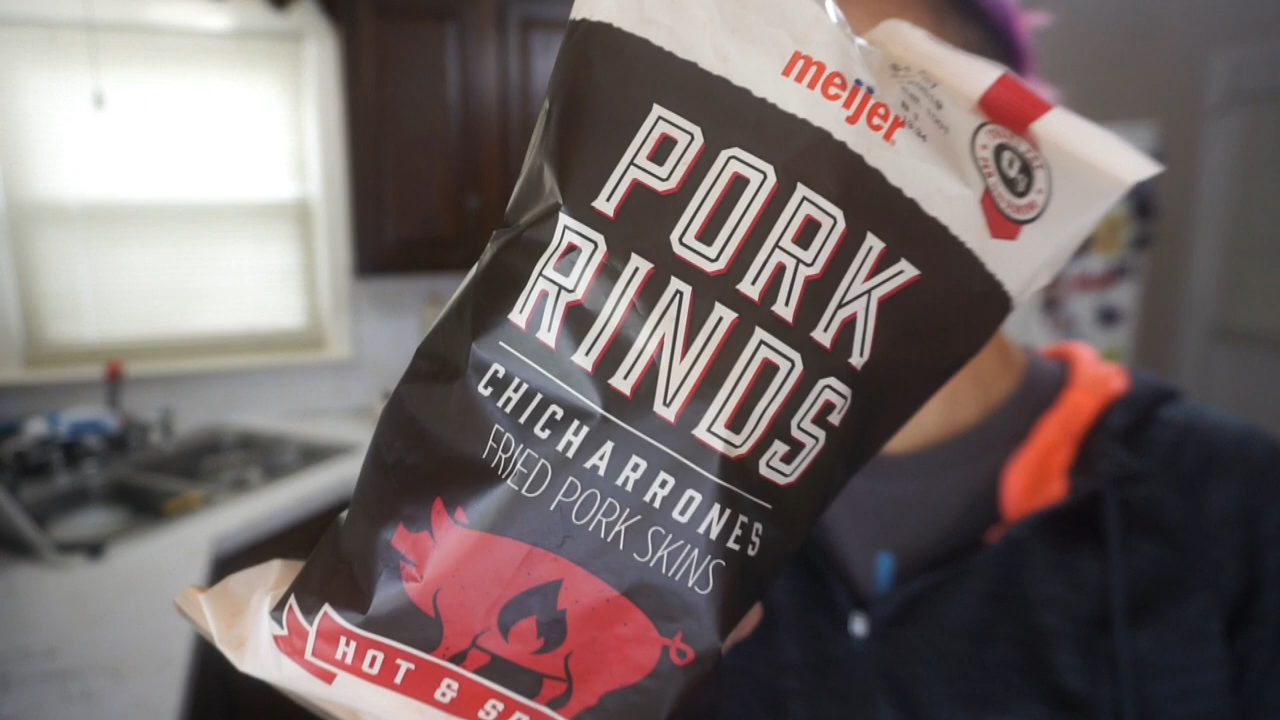 meijer
PORK
RINDS
CHICHARRONES
FRIED PORK SKINS
HOT &